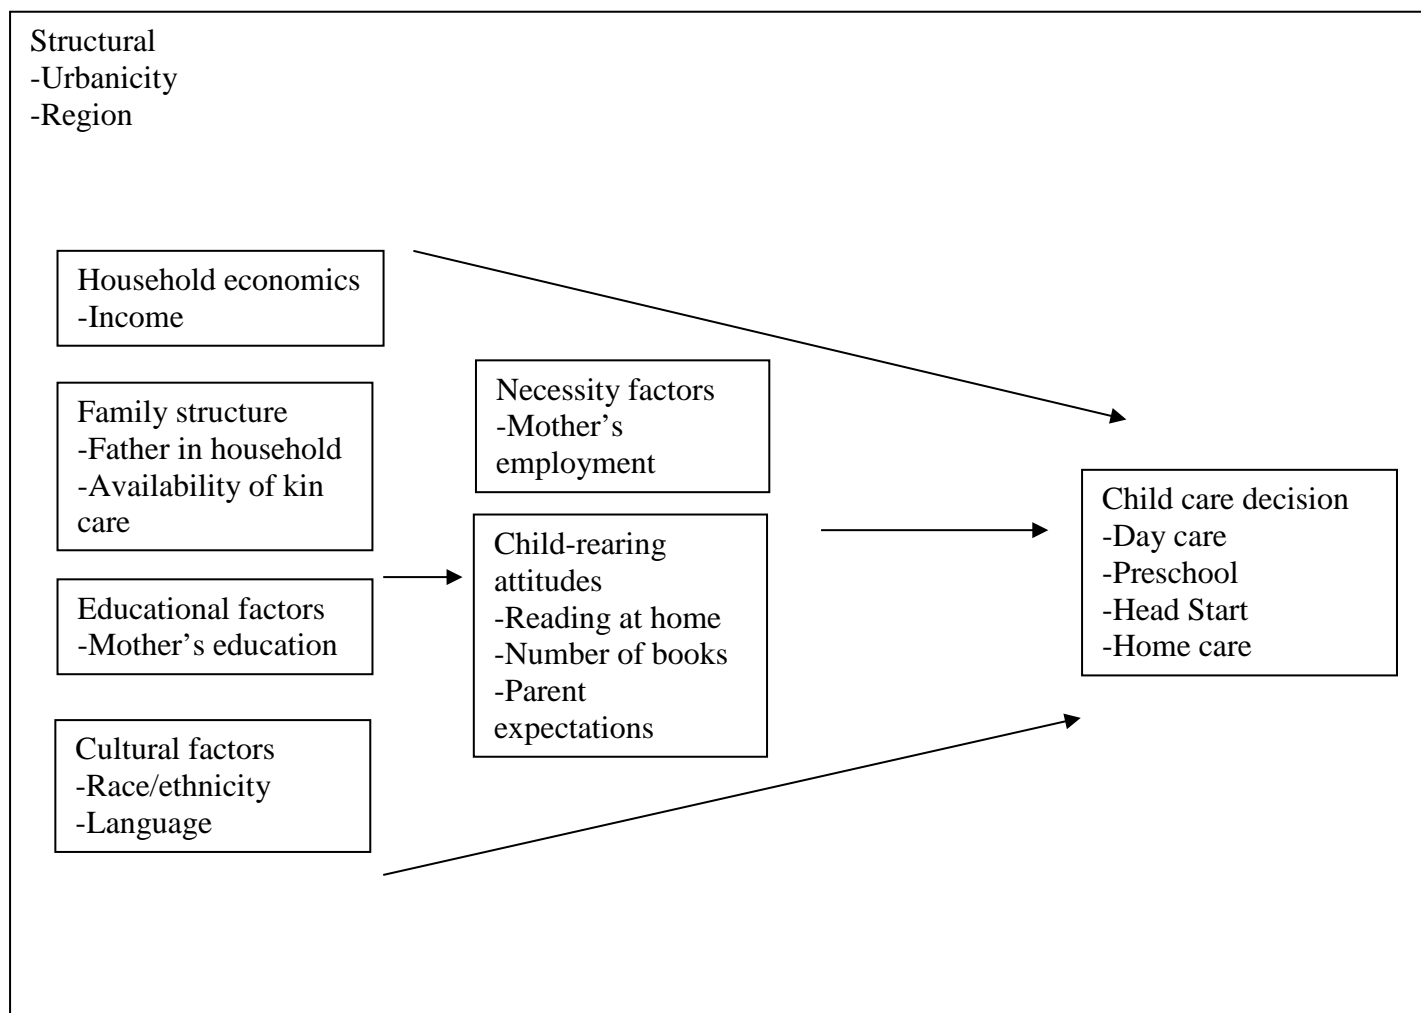 Structural
-Urbanicity
-Region
Household economics
-Income
Family structure
-Father in household
-Availability of kin
care
Educational factors
-Mother’s education
Cultural factors
-Race/ethnicity
-Language
Necessity factors
-Mother’s
employment
Child-rearing
attitudes
-Reading at home
-Number of books
-Parent
expectations
Child care decision
-Day care
-Preschool
-Head Start
-Home care